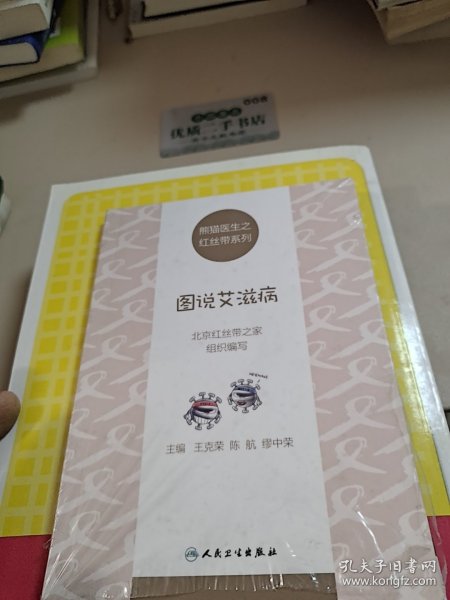 优质二手书店
熊猫医生之
红丝带系列
图说艾滋病
北京红丝带之家
组织编写
主编 王克荣 陈 航 缪中荣
人民卫生出版社
孔夫子旧书网
www.kongfz.com